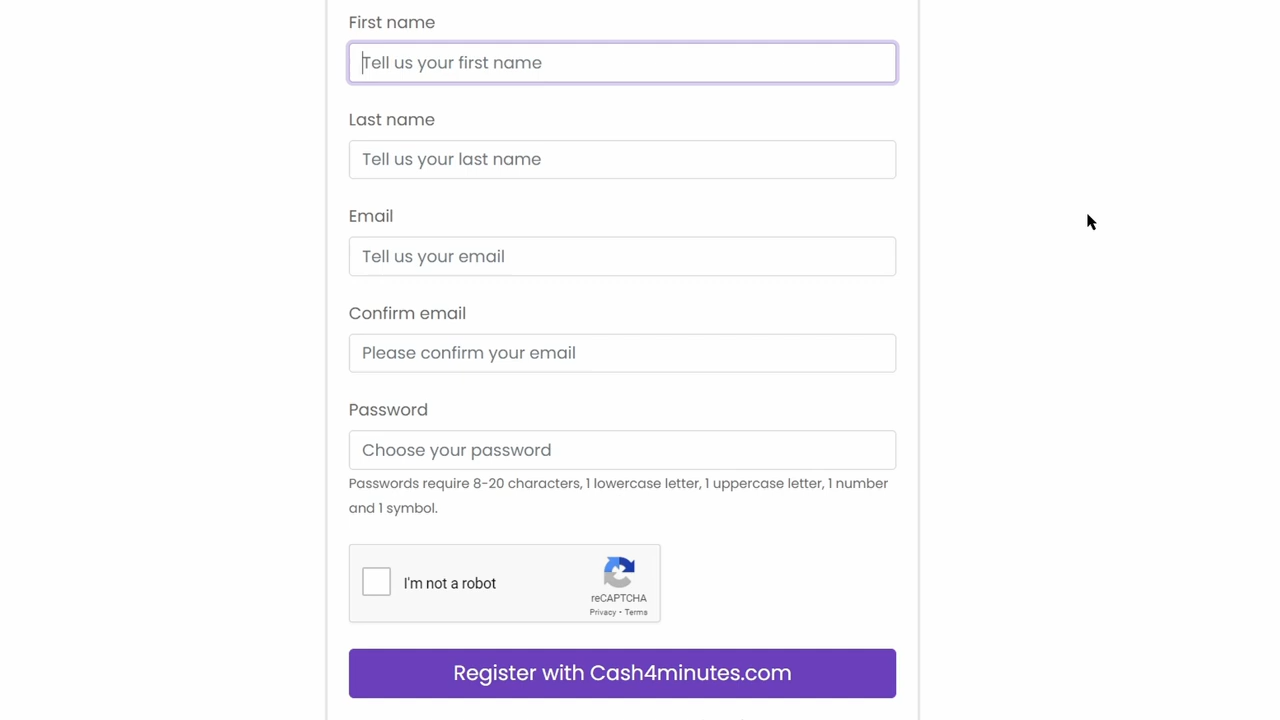 First name
Tell us your first name
Last name
Tell us your last name
Email
Tell us your email
Confirm email
Please confirm your email
Password
Choose your password
Passwords require 8-20 characters, 1 lowercase letter, 1 uppercase letter, 1 number
and 1 symbol.
I'm not a robot
reCAPTCHA
Privacy • Terms
Register with Cash4minutes.com